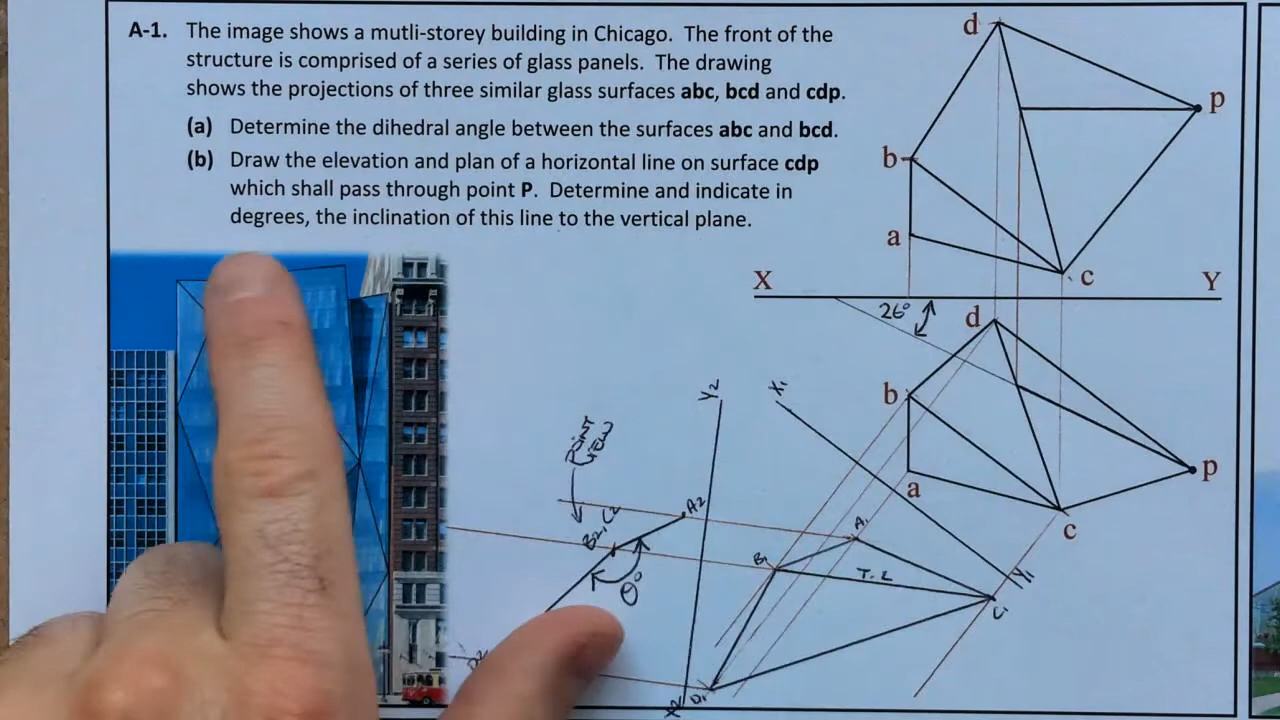 A-1. The image shows a mutli-storey building in Chicago. The front of the
structure is comprised of a series of glass panels. The drawing
shows the projections of three similar glass surfaces abc, bcd and cdp.
(a) Determine the dihedral angle between the surfaces abc and bcd.
(b) Draw the elevation and plan of a horizontal line on surface cdp
which shall pass through point P. Determine and indicate in
degrees, the inclination of this line to the vertical plane.
d
p
b
a
c
X
Y
26°
d
b
a
p
c
X1
Y1
Y2
X2
POINT VIEW
B2, C2
A2
θ°
B1
A1
T.L
C1
D1
D2